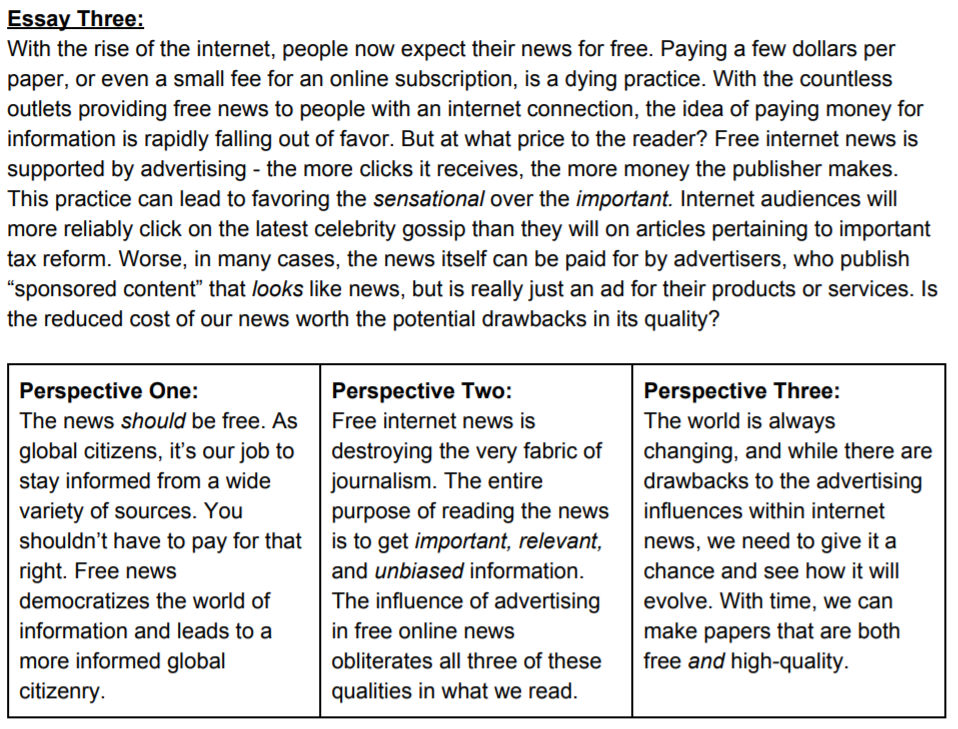 Essay Three:
With the rise of the internet, people now expect their news for free. Paying a few dollars per
paper, or even a small fee for an online subscription, is a dying practice. With the countless
outlets providing free news to people with an internet connection, the idea of paying money for
information is rapidly falling out of favor. But at what price to the reader? Free internet news is
supported by advertising - the more clicks it receives, the more money the publisher makes.
This practice can lead to favoring the sensational over the important. Internet audiences will
more reliably click on the latest celebrity gossip than they will on articles pertaining to important
tax reform. Worse, in many cases, the news itself can be paid for by advertisers, who publish
“sponsored content” that looks like news, but is really just an ad for their products or services. Is
the reduced cost of our news worth the potential drawbacks in its quality?
Perspective One:
The news should be free. As
global citizens, it’s our job to
stay informed from a wide
variety of sources. You
shouldn’t have to pay for that
right. Free news
democratizes the world of
information and leads to a
more informed global
citizenry.
Perspective Two:
Free internet news is
destroying the very fabric of
journalism. The entire
purpose of reading the news
is to get important, relevant,
and unbiased information.
The influence of advertising
in free online news
obliterates all three of these
qualities in what we read.
Perspective Three:
The world is always
changing, and while there are
drawbacks to the advertising
influences within internet
news, we need to give it a
chance and see how it will
evolve. With time, we can
make papers that are both
free and high-quality.